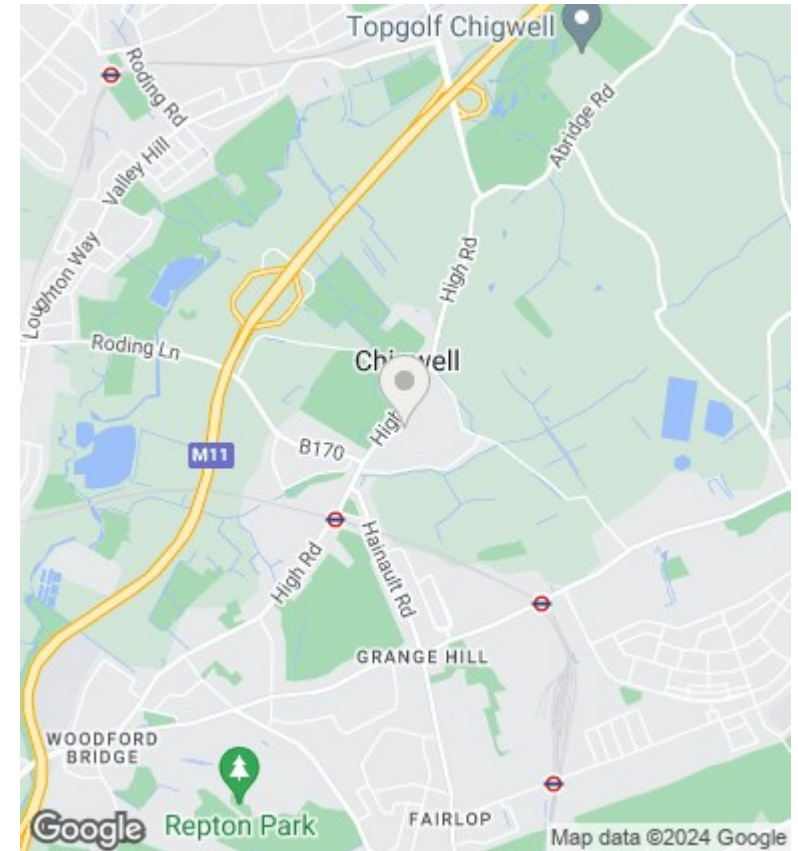 Topgolf Chigwell
Roding Rd
Abridge Rd
Valley Hill
High Rd
Loughton Way
Roding Ln
Chigwell
High
B170
M11
Hainault Rd
High Rd
GRANGE HILL
WOODFORD
BRIDGE
Repton Park
FAIRLOP
Google
Map data ©2024 Google